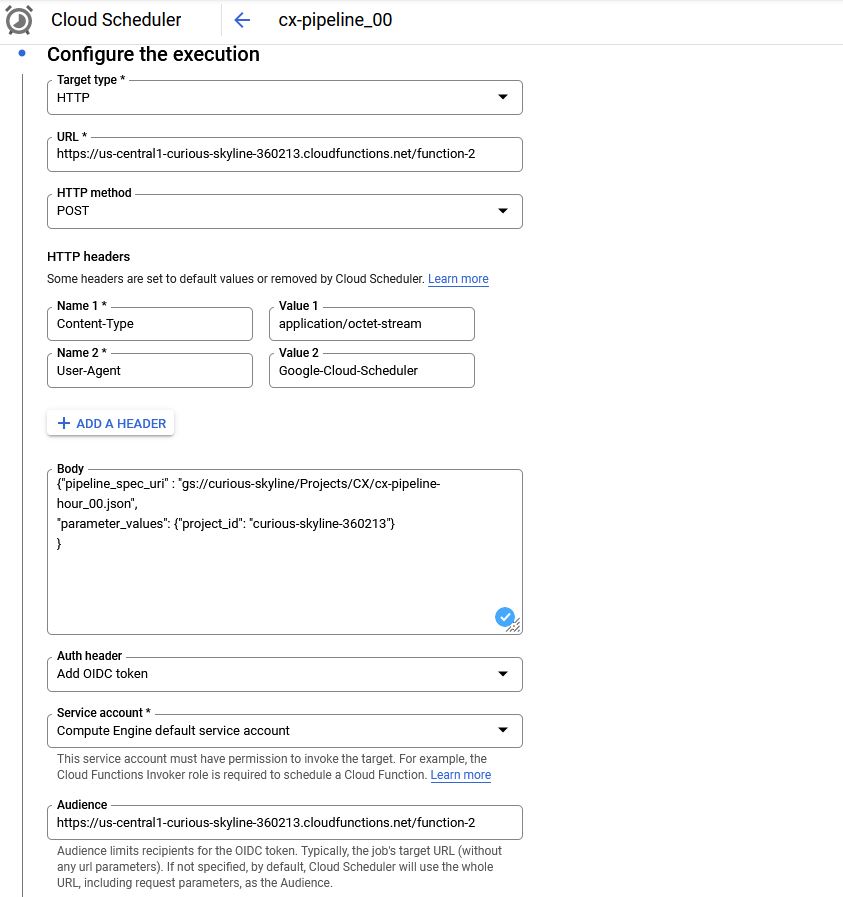 Cloud Scheduler
cx-pipeline_00
Configure the execution
Target type *
HTTP
URL *
https://us-central1-curious-skyline-360213.cloudfunctions.net/function-2
HTTP method
POST
HTTP headers
Some headers are set to default values or removed by Cloud Scheduler. Learn more
Name 1 *
Value 1
Content-Type
application/octet-stream
Name 2 *
Value 2
User-Agent
Google-Cloud-Scheduler
+ ADD A HEADER
Body
{"pipeline_spec_uri" : "gs://curious-skyline/Projects/CX/cx-pipeline-
hour_00.json",
"parameter_values": {"project_id": "curious-skyline-360213"}
}
Auth header
Add OIDC token
Service account *
Compute Engine default service account
This service account must have permission to invoke the target. For example, the
Cloud Functions Invoker role is required to schedule a Cloud Function. Learn more
Audience
https://us-central1-curious-skyline-360213.cloudfunctions.net/function-2
Audience limits recipients for the OIDC token. Typically, the job's target URL (without
any url parameters). If not specified, by default, Cloud Scheduler will use the whole
URL, including request parameters, as the Audience.